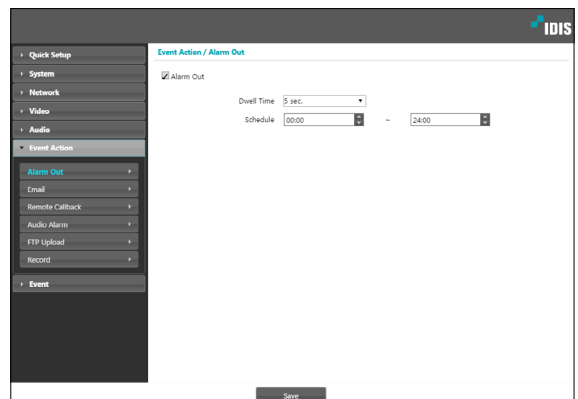 IDIS
Quick Setup
System
Network
Video
Audio
Event Action
Alarm Out
Email
Remote Callback
Audio Alarm
FTP Upload
Record
Event
Event Action / Alarm Out
Alarm Out
Dwell Time 5 sec.
Schedule 00:00 ~ 24:00
Save